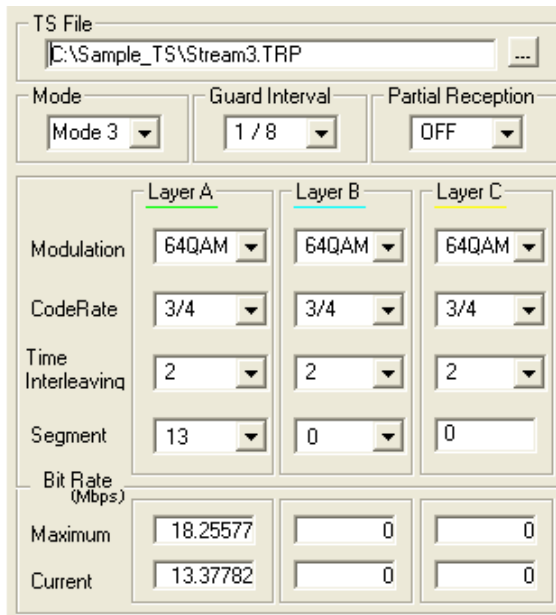 TS File
C:\Sample_TS\Stream3.TRP ...
Mode Guard Interval Partial Reception
Mode 3 1 / 8 OFF
Layer A Layer B Layer C
Modulation 64QAM 64QAM 64QAM
CodeRate 3/4 3/4 3/4
Time
Interleaving 2 2 2
Segment 13 0 0
Bit Rate
(Mbps)
Maximum 18.25577 0 0
Current 13.37782 0 0